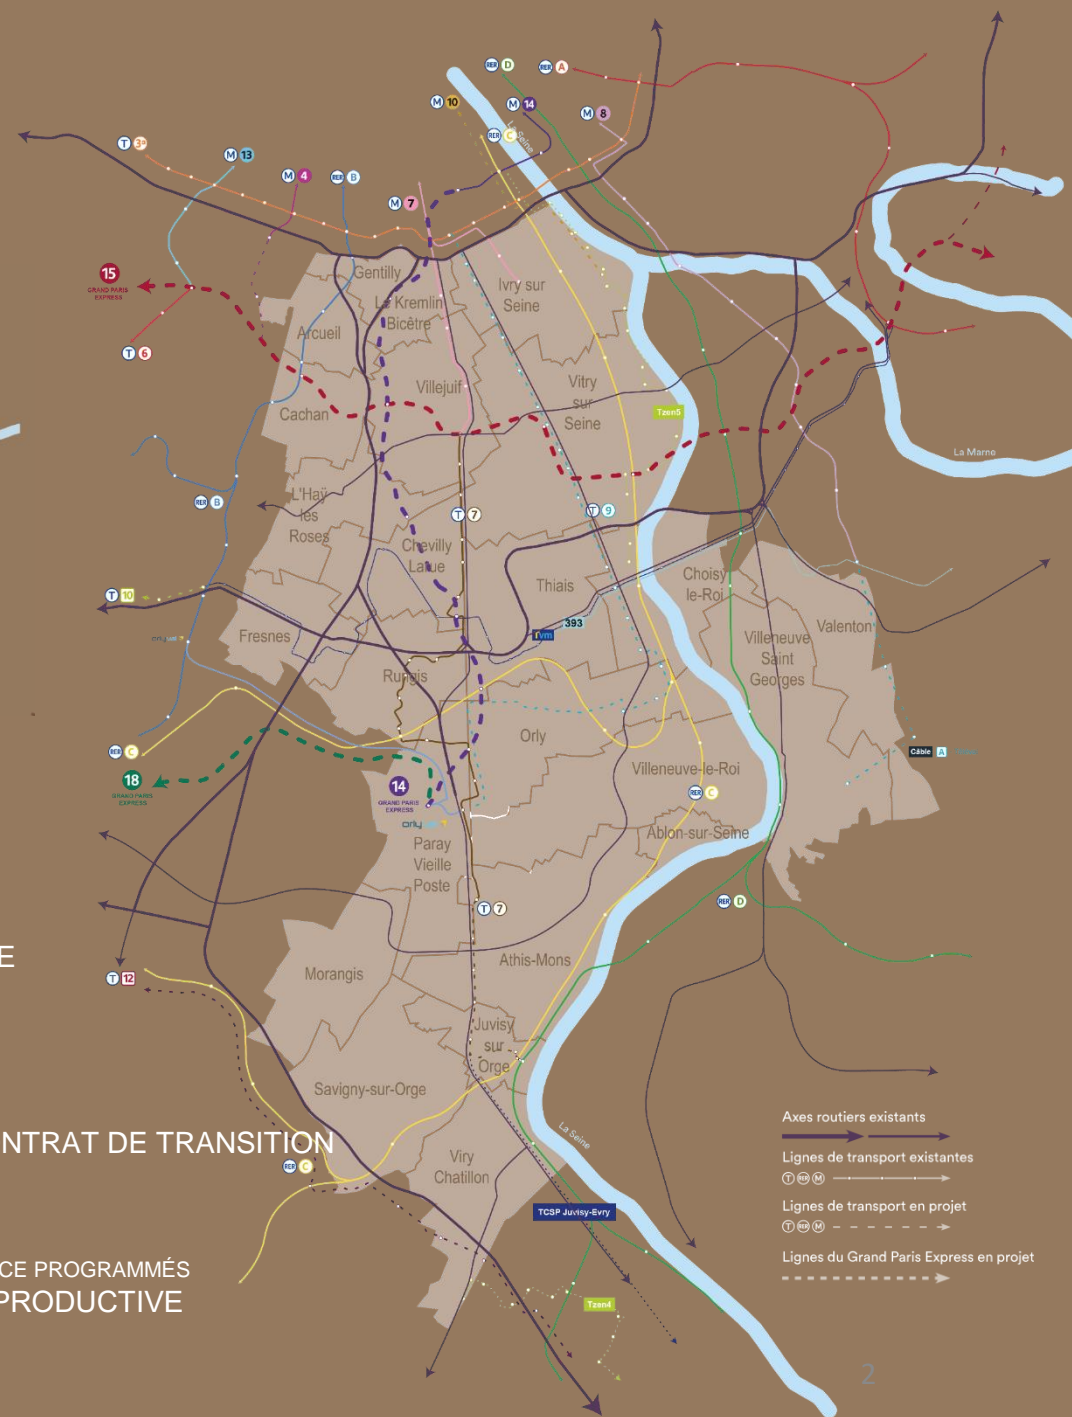 RER D
RER A
M 10
M 14
M 8
RER C
La Seine
T 3a
M 13
M 4
RER B
M 7
15
GRAND PARIS
EXPRESS
Gentilly
Le Kremlin
Bicêtre
Ivry sur
Seine
Arcueil
T 6
Villejuif
Vitry
sur
Seine
Cachan
Tzen5
La Marne
L'Haÿ
les
Roses
RER B
T 7
T 9
Chevilly
Larue
Thiais
Choisy
le-Roi
T 10
393
Tvm
Fresnes
Valenton
Villeneuve
Saint
Georges
Rungis
Orly
RER C
Câble A
18
GRAND PARIS
EXPRESS
14
GRAND PARIS
EXPRESS
Villeneuve-le-Roi
RER C
Ablon-sur-Seine
Paray
Vieille
Poste
T 7
RER D
E
Athis-Mons
Morangis
T 12
Juvisy
sur
Orge
Savigny-sur-Orge
NTRAT DE TRANSITION
RER C
Viry
Chatillon
La Seine
TCSP Juvisy-Evry
CE PROGRAMMÉS
PRODUCTIVE
Tzen4
Axes routiers existants
Lignes de transport existantes
T RER M
Lignes de transport en projet
T RER M
Lignes du Grand Paris Express en projet
2